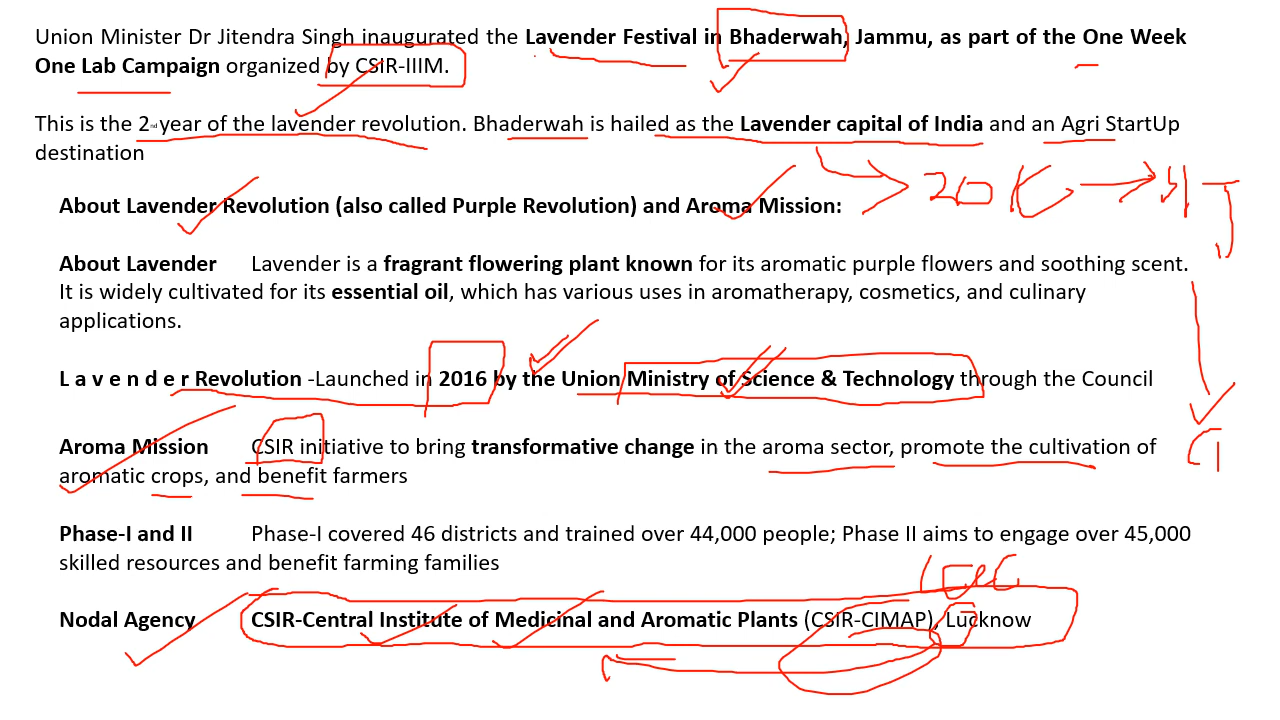 Union Minister Dr Jitendra Singh inaugurated the Lavender Festival in Bhaderwah, Jammu, as part of the One Week
One Lab Campaign organized by CSIR-IIIM.
This is the 2nd year of the lavender revolution. Bhaderwah is hailed as the Lavender capital of India and an Agri StartUp
destination
About Lavender Revolution (also called Purple Revolution) and Aroma Mission:
About Lavender Lavender is a fragrant flowering plant known for its aromatic purple flowers and soothing scent.
It is widely cultivated for its essential oil, which has various uses in aromatherapy, cosmetics, and culinary
applications.
L a v e n d e r Revolution -Launched in 2016 by the Union Ministry of Science & Technology through the Council
Aroma Mission CSIR initiative to bring transformative change in the aroma sector, promote the cultivation of
aromatic crops, and benefit farmers
Phase-I and II Phase-I covered 46 districts and trained over 44,000 people; Phase II aims to engage over 45,000
skilled resources and benefit farming families
Nodal Agency CSIR-Central Institute of Medicinal and Aromatic Plants (CSIR-CIMAP), Lucknow